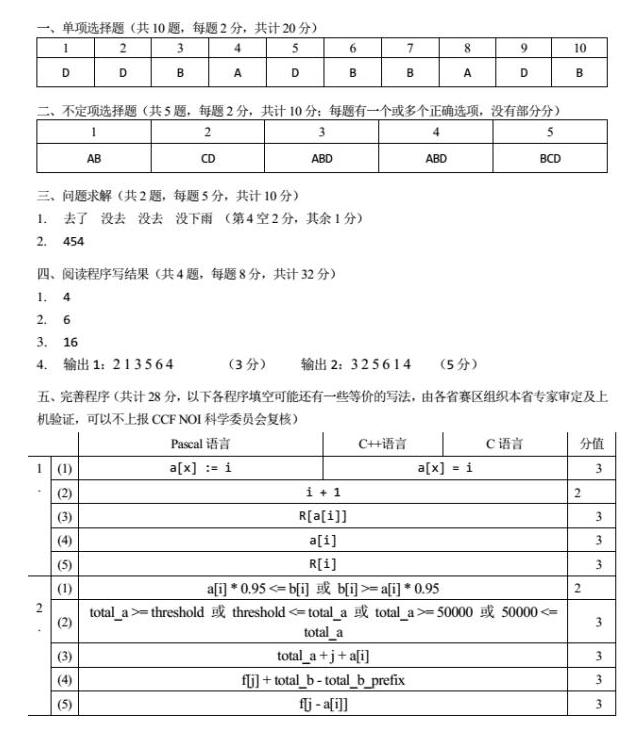 一、单项选择题（共 10 题，每题 2 分，共计 20 分）
1 2 3 4 5 6 7 8 9 10
D D B A D B B A D B
二、不定项选择题（共 5 题，每题 2 分，共计 10 分；每题有一个或多个正确选项，没有部分分）
1 2 3 4 5
AB CD ABD ABD BCD
三、问题求解（共 2 题，每题 5 分，共计 10 分）
1. 去了 没去 没去 没下雨 （第 4 空 2 分，其余 1 分）
2. 454
四、阅读程序写结果（共 4 题，每题 8 分，共计 32 分）
1. 4
2. 6
3. 16
4. 输出 1：2 1 3 5 6 4 （3 分） 输出 2：3 2 5 6 1 4 （5 分）
五、完善程序（共计 28 分，以下各程序填空可能还有一些等价的写法，由各省赛区组织本省专家审定及上
机验证，可以不上报 CCF NOI 科学委员会复核）
Pascal 语言 C++语言 C 语言 分值
1. (1) a[x] := i a[x] = i 3
(2) i + 1 2
(3) R[a[i]] 3
(4) a[i] 3
(5) R[i] 3
2. (1) a[i] * 0.95 <= b[i] 或 b[i] >= a[i] * 0.95 2
(2) total_a >= threshold 或 threshold <= total_a 或 total_a >= 50000 或 50000 <=
total_a 3
(3) total_a + j + a[i] 3
(4) f[j] + total_b - total_b_prefix 3
(5) f[j - a[i]] 3